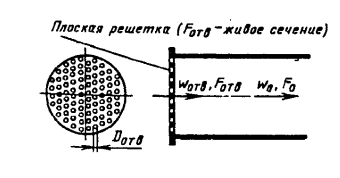 Плоская решетка (Fотв-живое сечение)
wотв, Fотв w₀, F₀
Dотв